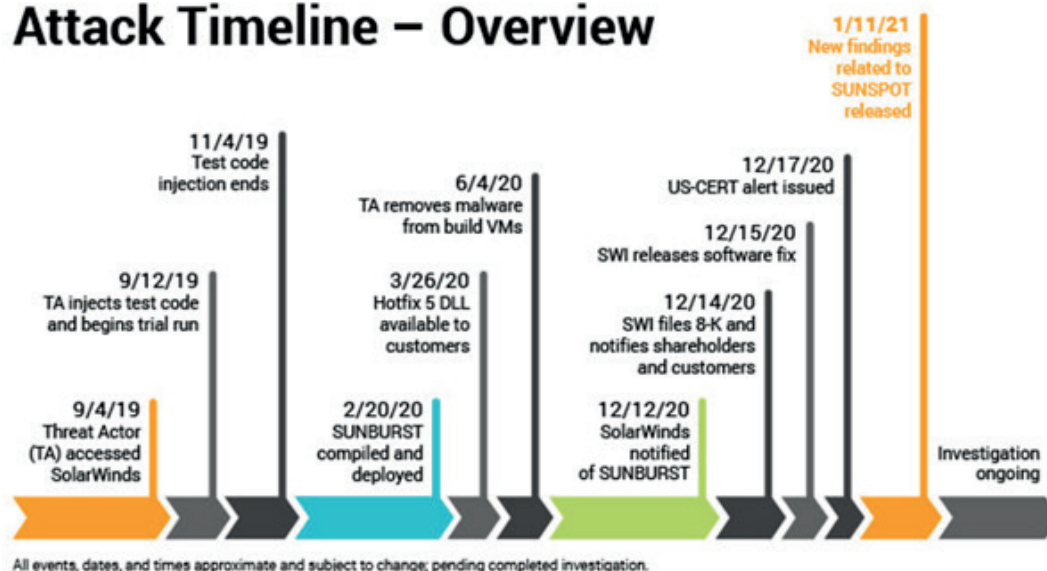 Attack Timeline – Overview
9/4/19
Threat Actor
(TA) accessed
SolarWinds
9/12/19
TA injects test code
and begins trial run
11/4/19
Test code
injection ends
2/20/20
SUNBURST
compiled and
deployed
3/26/20
Hotfix 5 DLL
available to
customers
6/4/20
TA removes malware
from build VMs
12/12/20
SolarWinds
notified
of SUNBURST
12/14/20
SWI files 8-K and
notifies shareholders
and customers
12/15/20
SWI releases software fix
12/17/20
US-CERT alert issued
1/11/21
New findings
related to
SUNSPOT
released
Investigation
ongoing
All events, dates, and times approximate and subject to change; pending completed investigation.